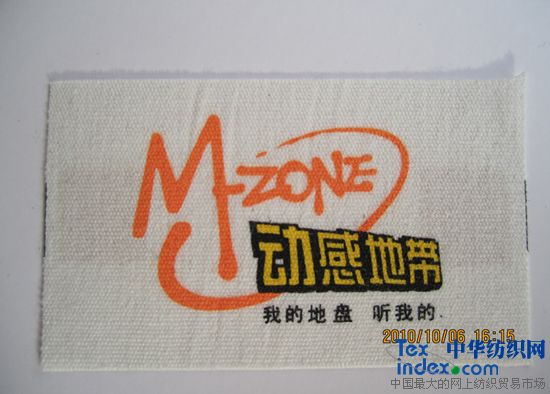 M-ZONE
动感地带
我的地盘 听我的
2010/10/06 16:15
Tex 中华纺织网
index.com
中国最大的网上纺织贸易市场